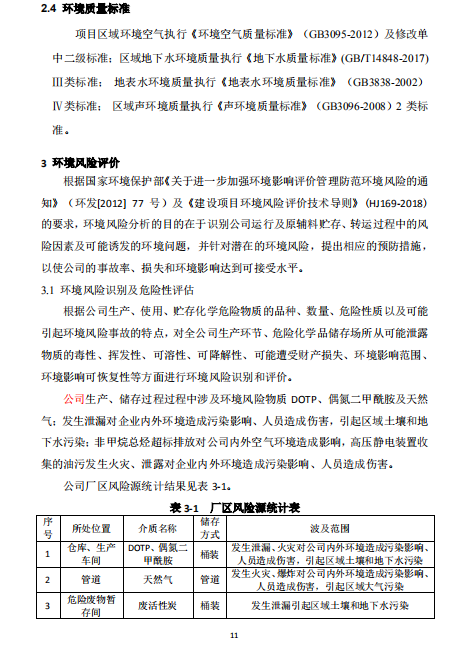 2.4 环境质量标准
项目区域环境空气执行《环境空气质量标准》（GB3095-2012）及修改单
中二级标准；区域地下水环境质量执行《地下水质量标准》(GB/T14848-2017)
Ⅲ类标准； 地表水环境质量执行《地表水环境质量标准》（GB3838-2002）
Ⅳ类标准； 区域声环境质量执行《声环境质量标准》（GB3096-2008）2 类标
准。
3 环境风险评价
根据国家环境保护部《关于进一步加强环境影响评价管理防范环境风险的通
知》（环发[2012] 77 号）及《建设项目环境风险评价技术导则》（HJ169-2018）
的要求，环境风险分析的目的在于识别公司运行及原辅料贮存、转运过程中的风
险因素及可能诱发的环境问题，并针对潜在的环境风险，提出相应的预防措施，
以使公司的事故率、损失和环境影响达到可接受水平。
3.1 环境风险识别及危险性评估
根据公司生产、使用、贮存化学危险物质的品种、数量、危险性质以及可能
引起环境风险事故的特点，对全公司生产环节、危险化学品储存场所从可能泄露
物质的毒性、挥发性、可溶性、可降解性、可能遭受财产损失、环境影响范围、
环境影响可恢复性等方面进行环境风险识别和评价。
公司生产、储存过程过程中涉及环境风险物质 DOTP、偶氮二甲酰胺及天然
气；发生泄漏对企业内外环境造成污染影响、人员造成伤害，引起区域土壤和地
下水污染；非甲烷总烃超标排放对公司内外空气环境造成影响，高压静电装置收
集的油污发生火灾、泄露对企业内外环境造成污染影响、人员造成伤害。
公司厂区风险源统计结果见表 3-1。
表 3-1 厂区风险源统计表
序号 所处位置 介质名称 储存方式 波及范围
1 仓库、生产车间 DOTP、偶氮二甲酰胺 桶装 发生泄漏、火灾对公司内外环境造成污染影响、人员造成伤害，引起区域土壤和地下水污染
2 管道 天然气 管道 发生火灾、爆炸对公司内外环境造成污染影响、人员造成伤害，引起区域大气污染
3 危险废物暂存间 废活性炭 桶装 发生泄漏引起区域土壤和地下水污染
11